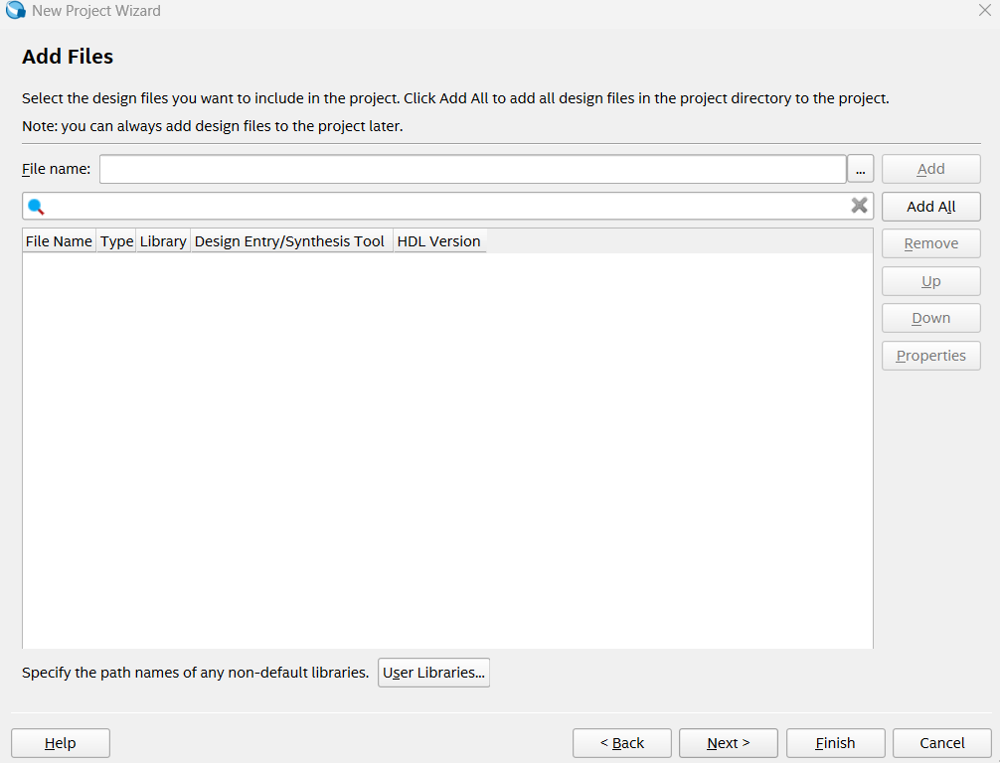 New Project Wizard
Add Files
Select the design files you want to include in the project. Click Add All to add all design files in the project directory to the project.
Note: you can always add design files to the project later.
File name: ... Add
Add All
File Name Type Library Design Entry/Synthesis Tool HDL Version
Remove
Up
Down
Properties
Specify the path names of any non-default libraries. User Libraries...
Help < Back Next > Finish Cancel